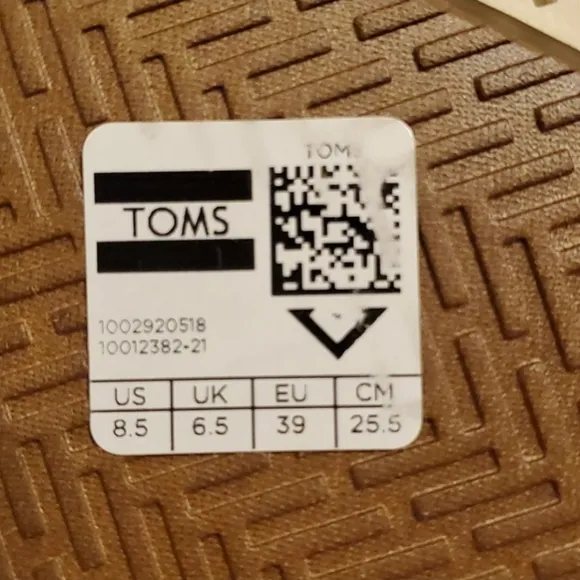 TOMS
TOMS
1002920518
10012382-21
US UK EU CM
8.5 6.5 39 25.5